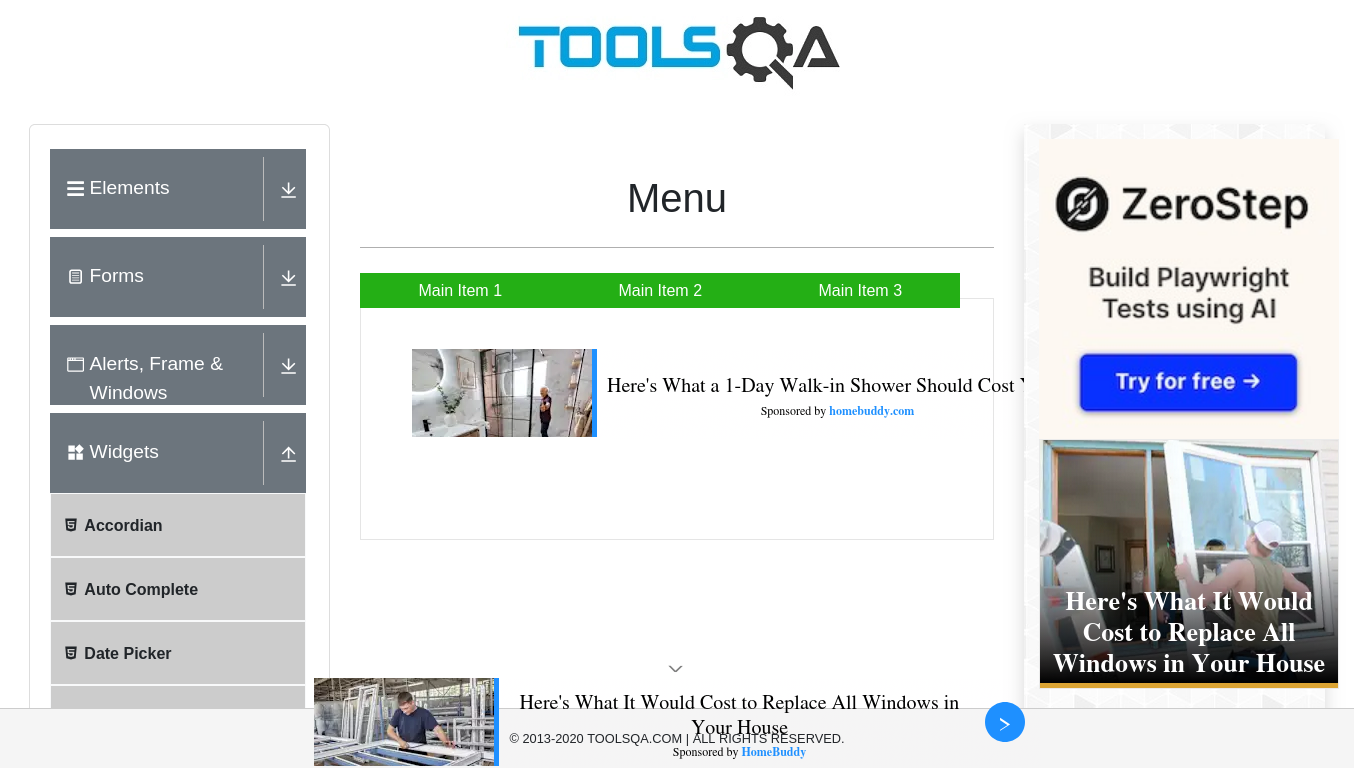 TOOLSQA
Elements
Forms
Alerts, Frame &
Windows
Widgets
Accordian
Auto Complete
Date Picker
Menu
Main Item 1
Main Item 2
Main Item 3
Here's What a 1-Day Walk-in Shower Should Cost
Sponsored by homebuddy.com
ZeroStep
Build Playwright
Tests using AI
Try for free →
Here's What It Would
Cost to Replace All
Windows in Your House
Here's What It Would Cost to Replace All Windows in
Your House
© 2013-2020 TOOLSQA.COM | ALL RIGHTS RESERVED.
Sponsored by HomeBuddy